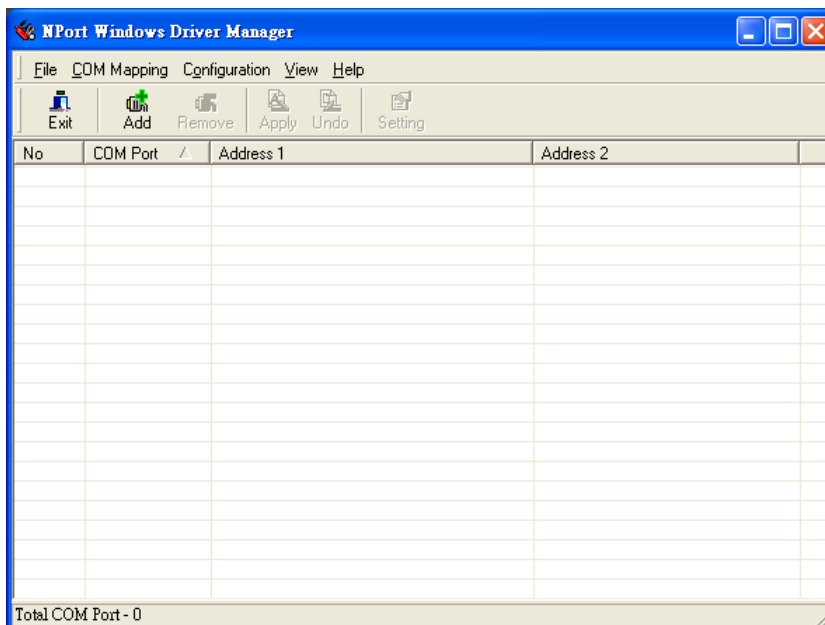 NPort Windows Driver Manager
File COM Mapping Configuration View Help
Exit Add Remove Apply Undo Setting
No COM Port Address 1 Address 2
Total COM Port - 0